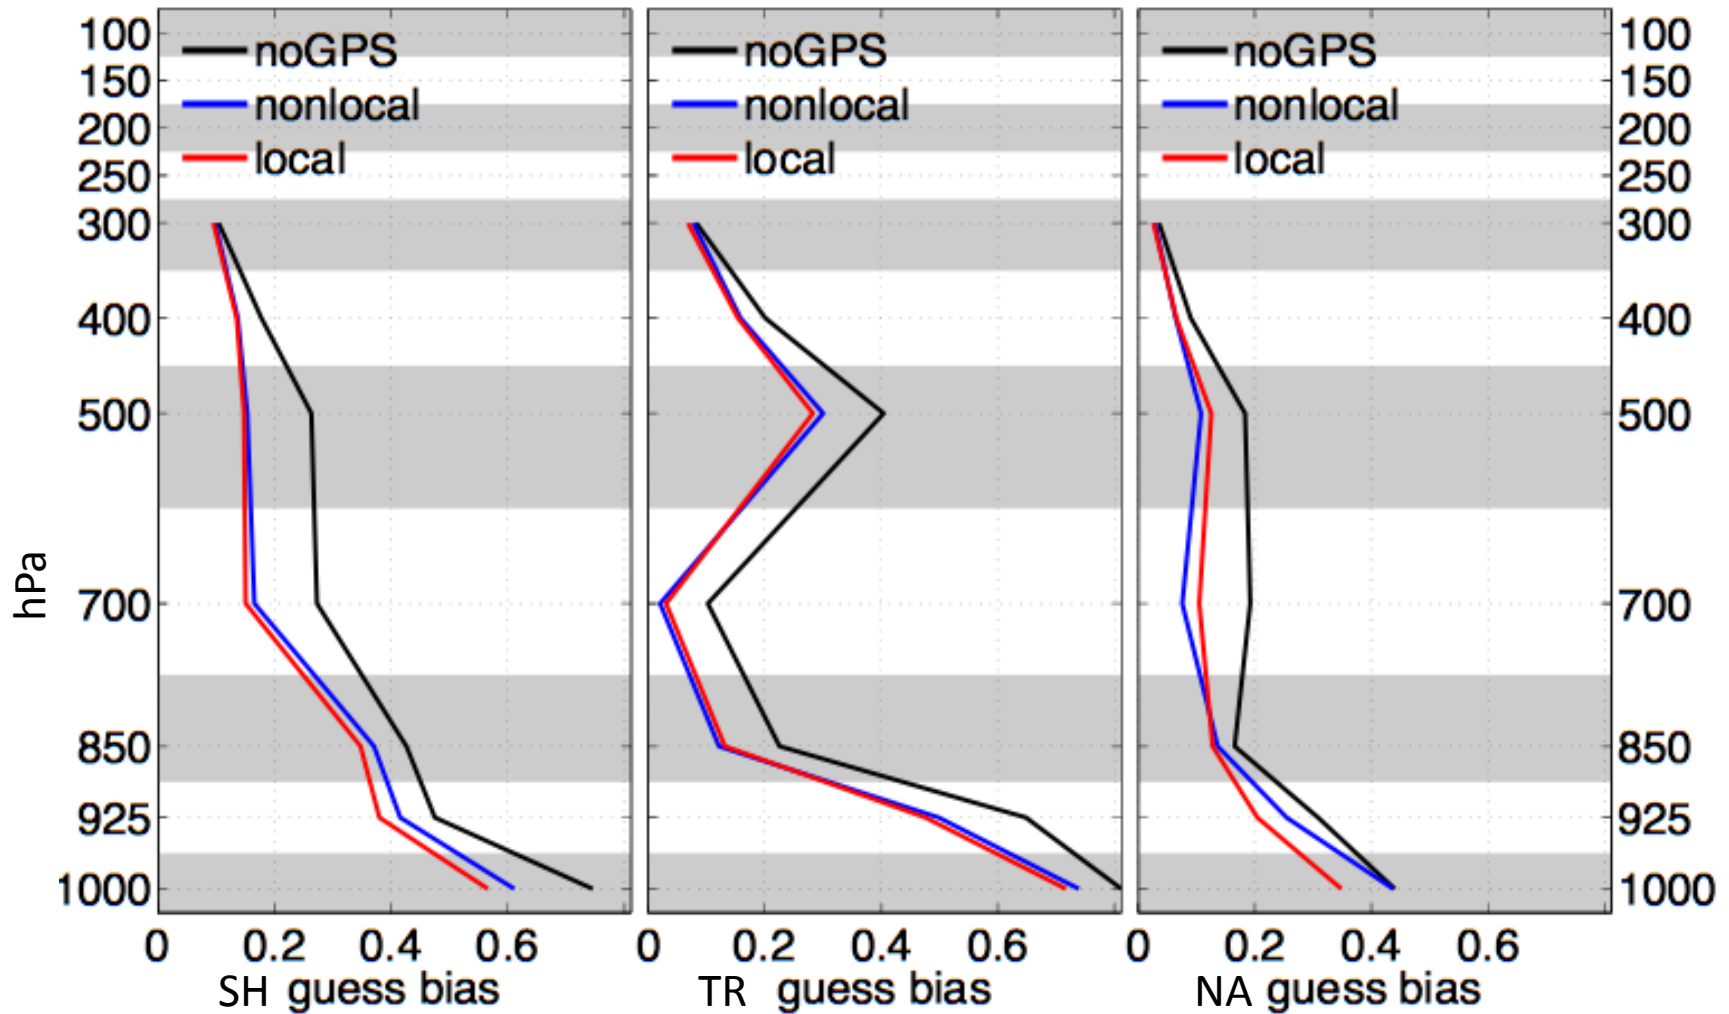 100 noGPS noGPS noGPS 100
150 150
nonlocal nonlocal nonlocal
200 200
local local local
250 250
300 300
400 400
500 500
hPa
700 700
850 850
925 925
1000 1000
0 0.2 0.4 0.6 0 0.2 0.4 0.6 0 0.2 0.4 0.6
SH guess bias TR guess bias NA guess bias